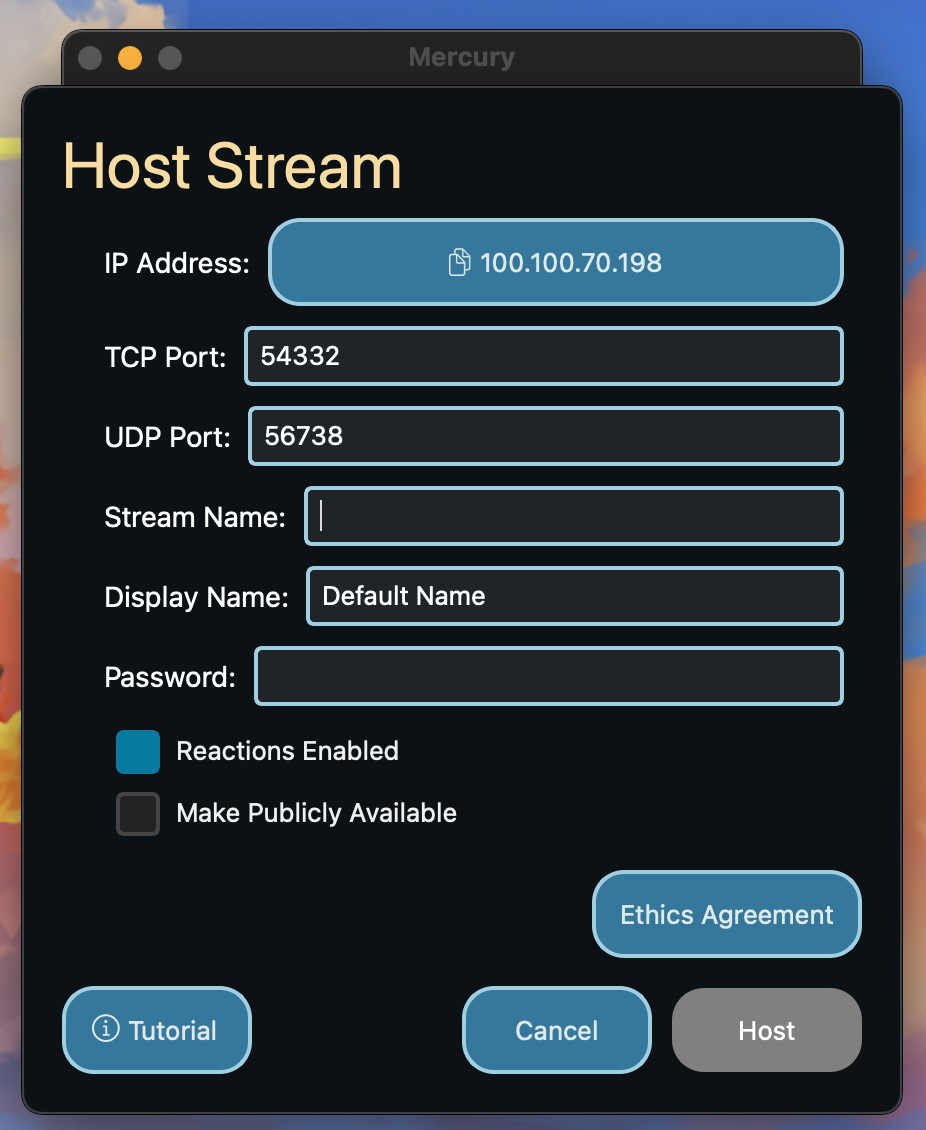 Mercury
Host Stream
IP Address: 100.100.70.198
TCP Port: 54332
UDP Port: 56738
Stream Name:
Display Name: Default Name
Password:
Reactions Enabled
Make Publicly Available
Ethics Agreement
Tutorial Cancel Host